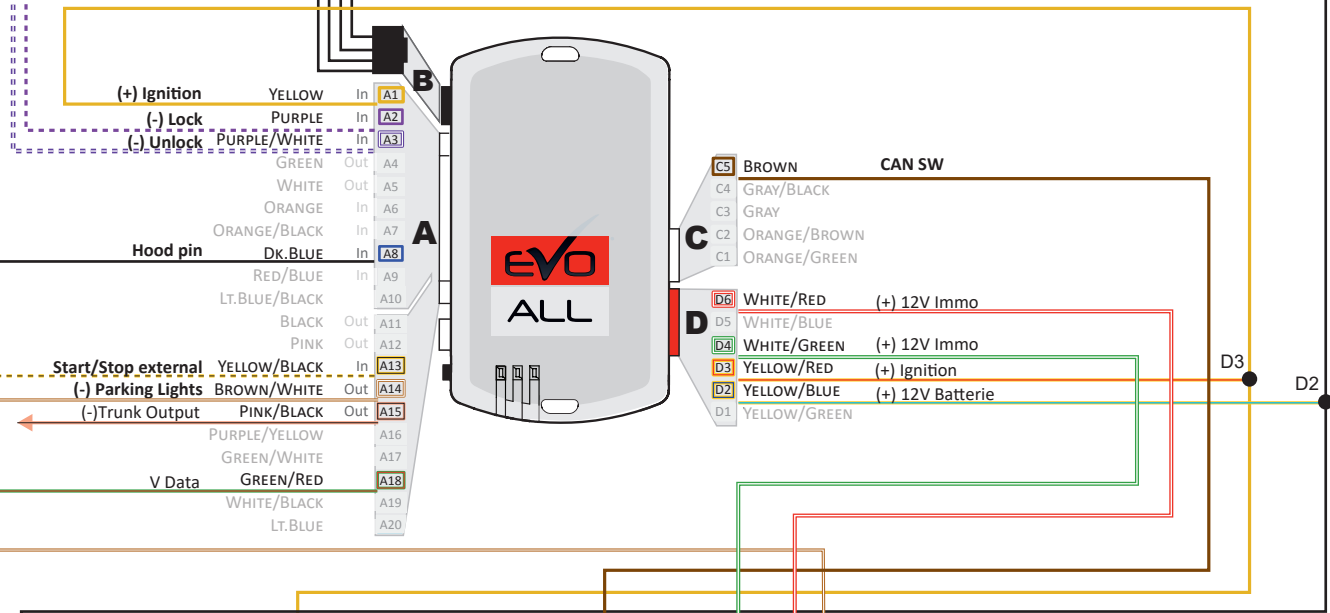 B
(+) Ignition YELLOW In A1
(-) Lock PURPLE In A2
(-) Unlock PURPLE/WHITE In A3
GREEN Out A4
WHITE Out A5
ORANGE In A6
ORANGE/BLACK In A7
Hood pin DK.BLUE In A8
RED/BLUE In A9
LT.BLUE/BLACK A10
BLACK Out A11
PINK Out A12
Start/Stop external YELLOW/BLACK In A13
(-) Parking Lights BROWN/WHITE Out A14
(-)Trunk Output PINK/BLACK Out A15
PURPLE/YELLOW A16
GREEN/WHITE A17
V Data GREEN/RED A18
WHITE/BLACK A19
LT.BLUE A20
A
EVO
ALL
C
C5 BROWN CAN SW
C4 GRAY/BLACK
C3 GRAY
C2 ORANGE/BROWN
C1 ORANGE/GREEN
D
D6 WHITE/RED (+) 12V Immo
D5 WHITE/BLUE
D4 WHITE/GREEN (+) 12V Immo
D3 YELLOW/RED (+) Ignition
D2 YELLOW/BLUE (+) 12V Batterie
D1 YELLOW/GREEN
D3
D2